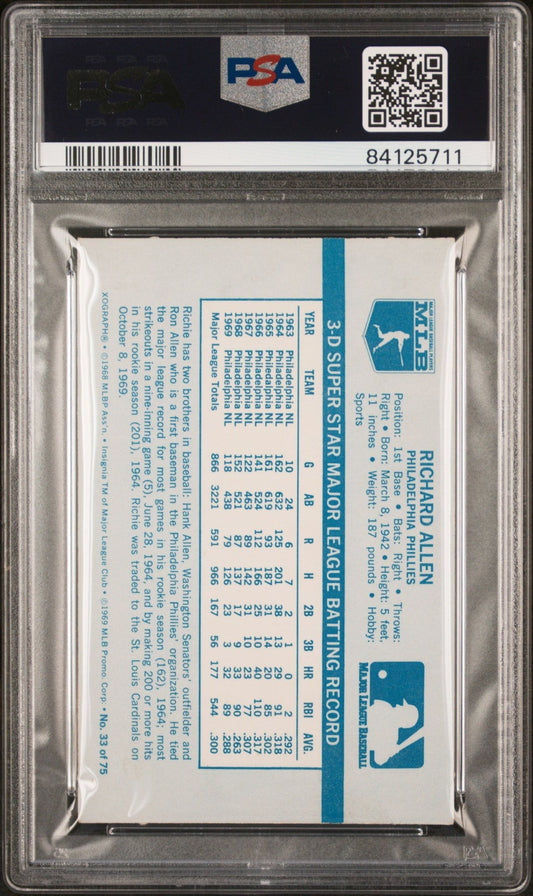 PSA
PSA
84125711
MAJOR LEAGUE BASEBALL PLAYERS
MLB
RICHARD ALLEN
PHILADELPHIA PHILLIES
Position: 1st Base • Bats: Right • Throws:
Right • Born: March 8, 1942 • Height: 5 feet,
11 inches • Weight: 187 pounds • Hobby:
Sports
MAJOR LEAGUE BASEBALL
3-D SUPER STAR MAJOR LEAGUE BATTING RECORD
YEAR TEAM G AB R H 2B 3B HR RBI AVG.
1963 Philadelphia NL 10 24 6 7 2 1 0 2 .292
1964 Philadelphia NL 162 632 125 201 38 13 29 91 .318
1965 Philadelphia NL 161 619 93 187 31 14 20 85 .302
1966 Philadelphia NL 141 524 112 166 25 10 40 110 .317
1967 Philadelphia NL 122 463 89 142 31 10 23 77 .307
1968 Philadelphia NL 152 521 87 137 17 9 33 90 .263
1969 Philadelphia NL 118 438 79 126 23 3 32 89 .288
Major League Totals 866 3221 591 966 167 56 177 544 .300
Richie has two brothers in baseball: Hank Allen, Washington Senators' outfielder and
Ron Allen who is a first baseman in the Philadelphia Phillies' organization. He tied
the major league record for most games in his rookie season (162), 1964; most
strikeouts in a nine-inning game (5), June 28, 1964, and by making 200 or more hits
in his rookie season (201), 1964. Richie was traded to the St. Louis Cardinals on
October 8, 1969.
XOGRAPH® • ©1968 MLBP Ass'n. • Insignia TM of Major League Club • ©1969 MLB Promo. Corp. • No. 33 of 75